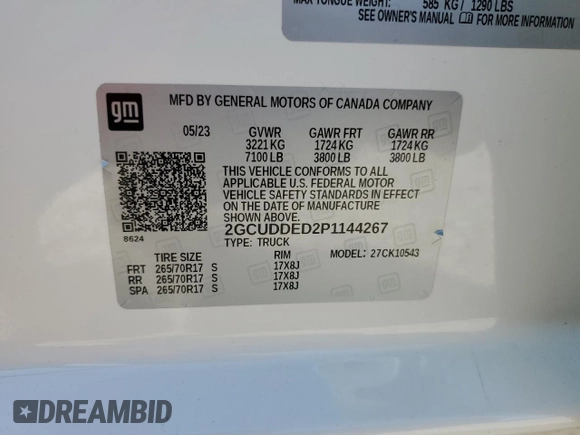 MAX TONGUE WEIGHT: 585 KG / 1290 LBS
SEE OWNER'S MANUAL FOR MORE INFORMATION
gm
MFD BY GENERAL MOTORS OF CANADA COMPANY
05/23 GVWR GAWR FRT GAWR RR
3221 KG 1724 KG 1724 KG
7100 LB 3800 LB 3800 LB
THIS VEHICLE CONFORMS TO ALL
APPLICABLE U.S. FEDERAL MOTOR
VEHICLE SAFETY STANDARDS IN EFFECT
ON THE DATE OF MANUFACTURE
SHOWN ABOVE.
8624
2GCUDDED2P1144267
TYPE: TRUCK MODEL: 27CK10543
TIRE SIZE RIM
FRT 265/70R17 S 17X8J
RR 265/70R17 S 17X8J
SPA 265/70R17 S 17X8J
DREAMBID